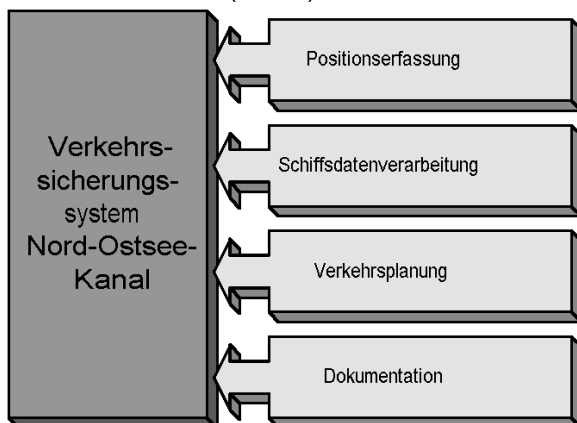 Verkehrs-
sicherungs-
system
Nord-Ostsee-
Kanal
Positionserfassung
Schiffsdatenverarbeitung
Verkehrsplanung
Dokumentation